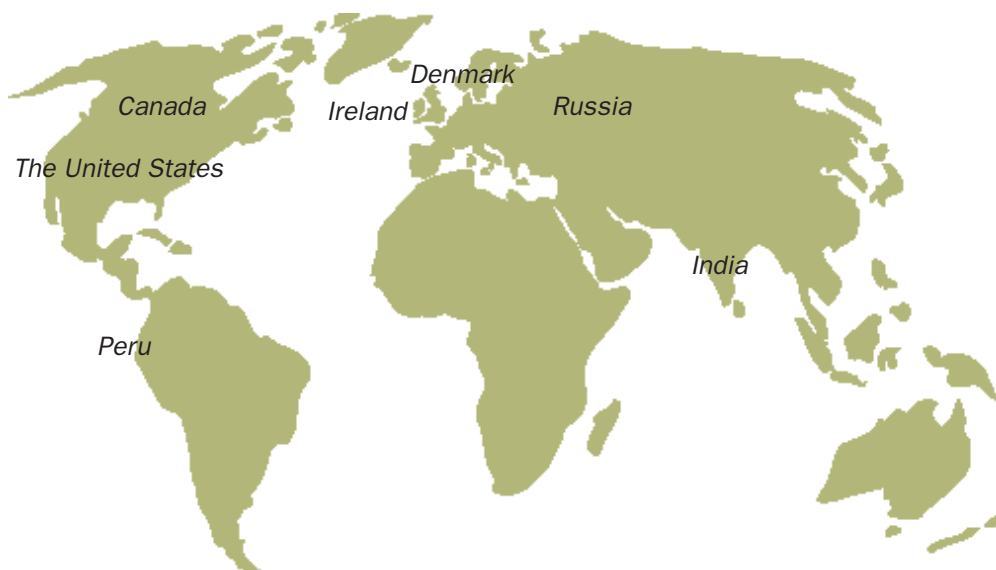 Denmark
Canada
Ireland
Russia
The United States
India
Peru